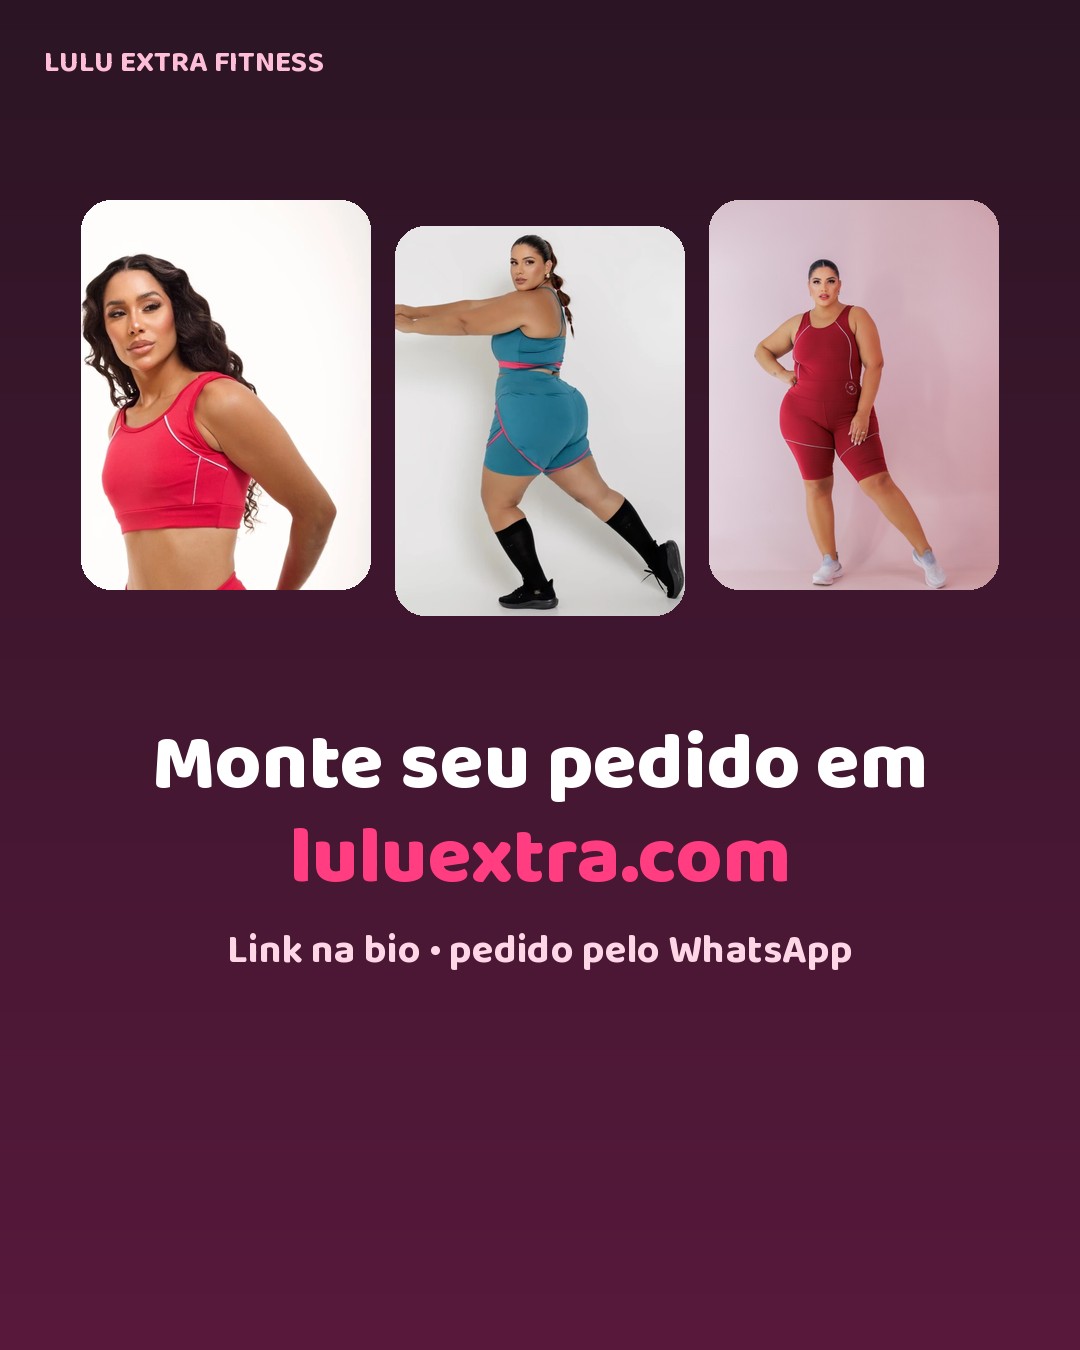 LULU EXTRA FITNESS
Monte seu pedido em
luluextra.com
Link na bio • pedido pelo WhatsApp